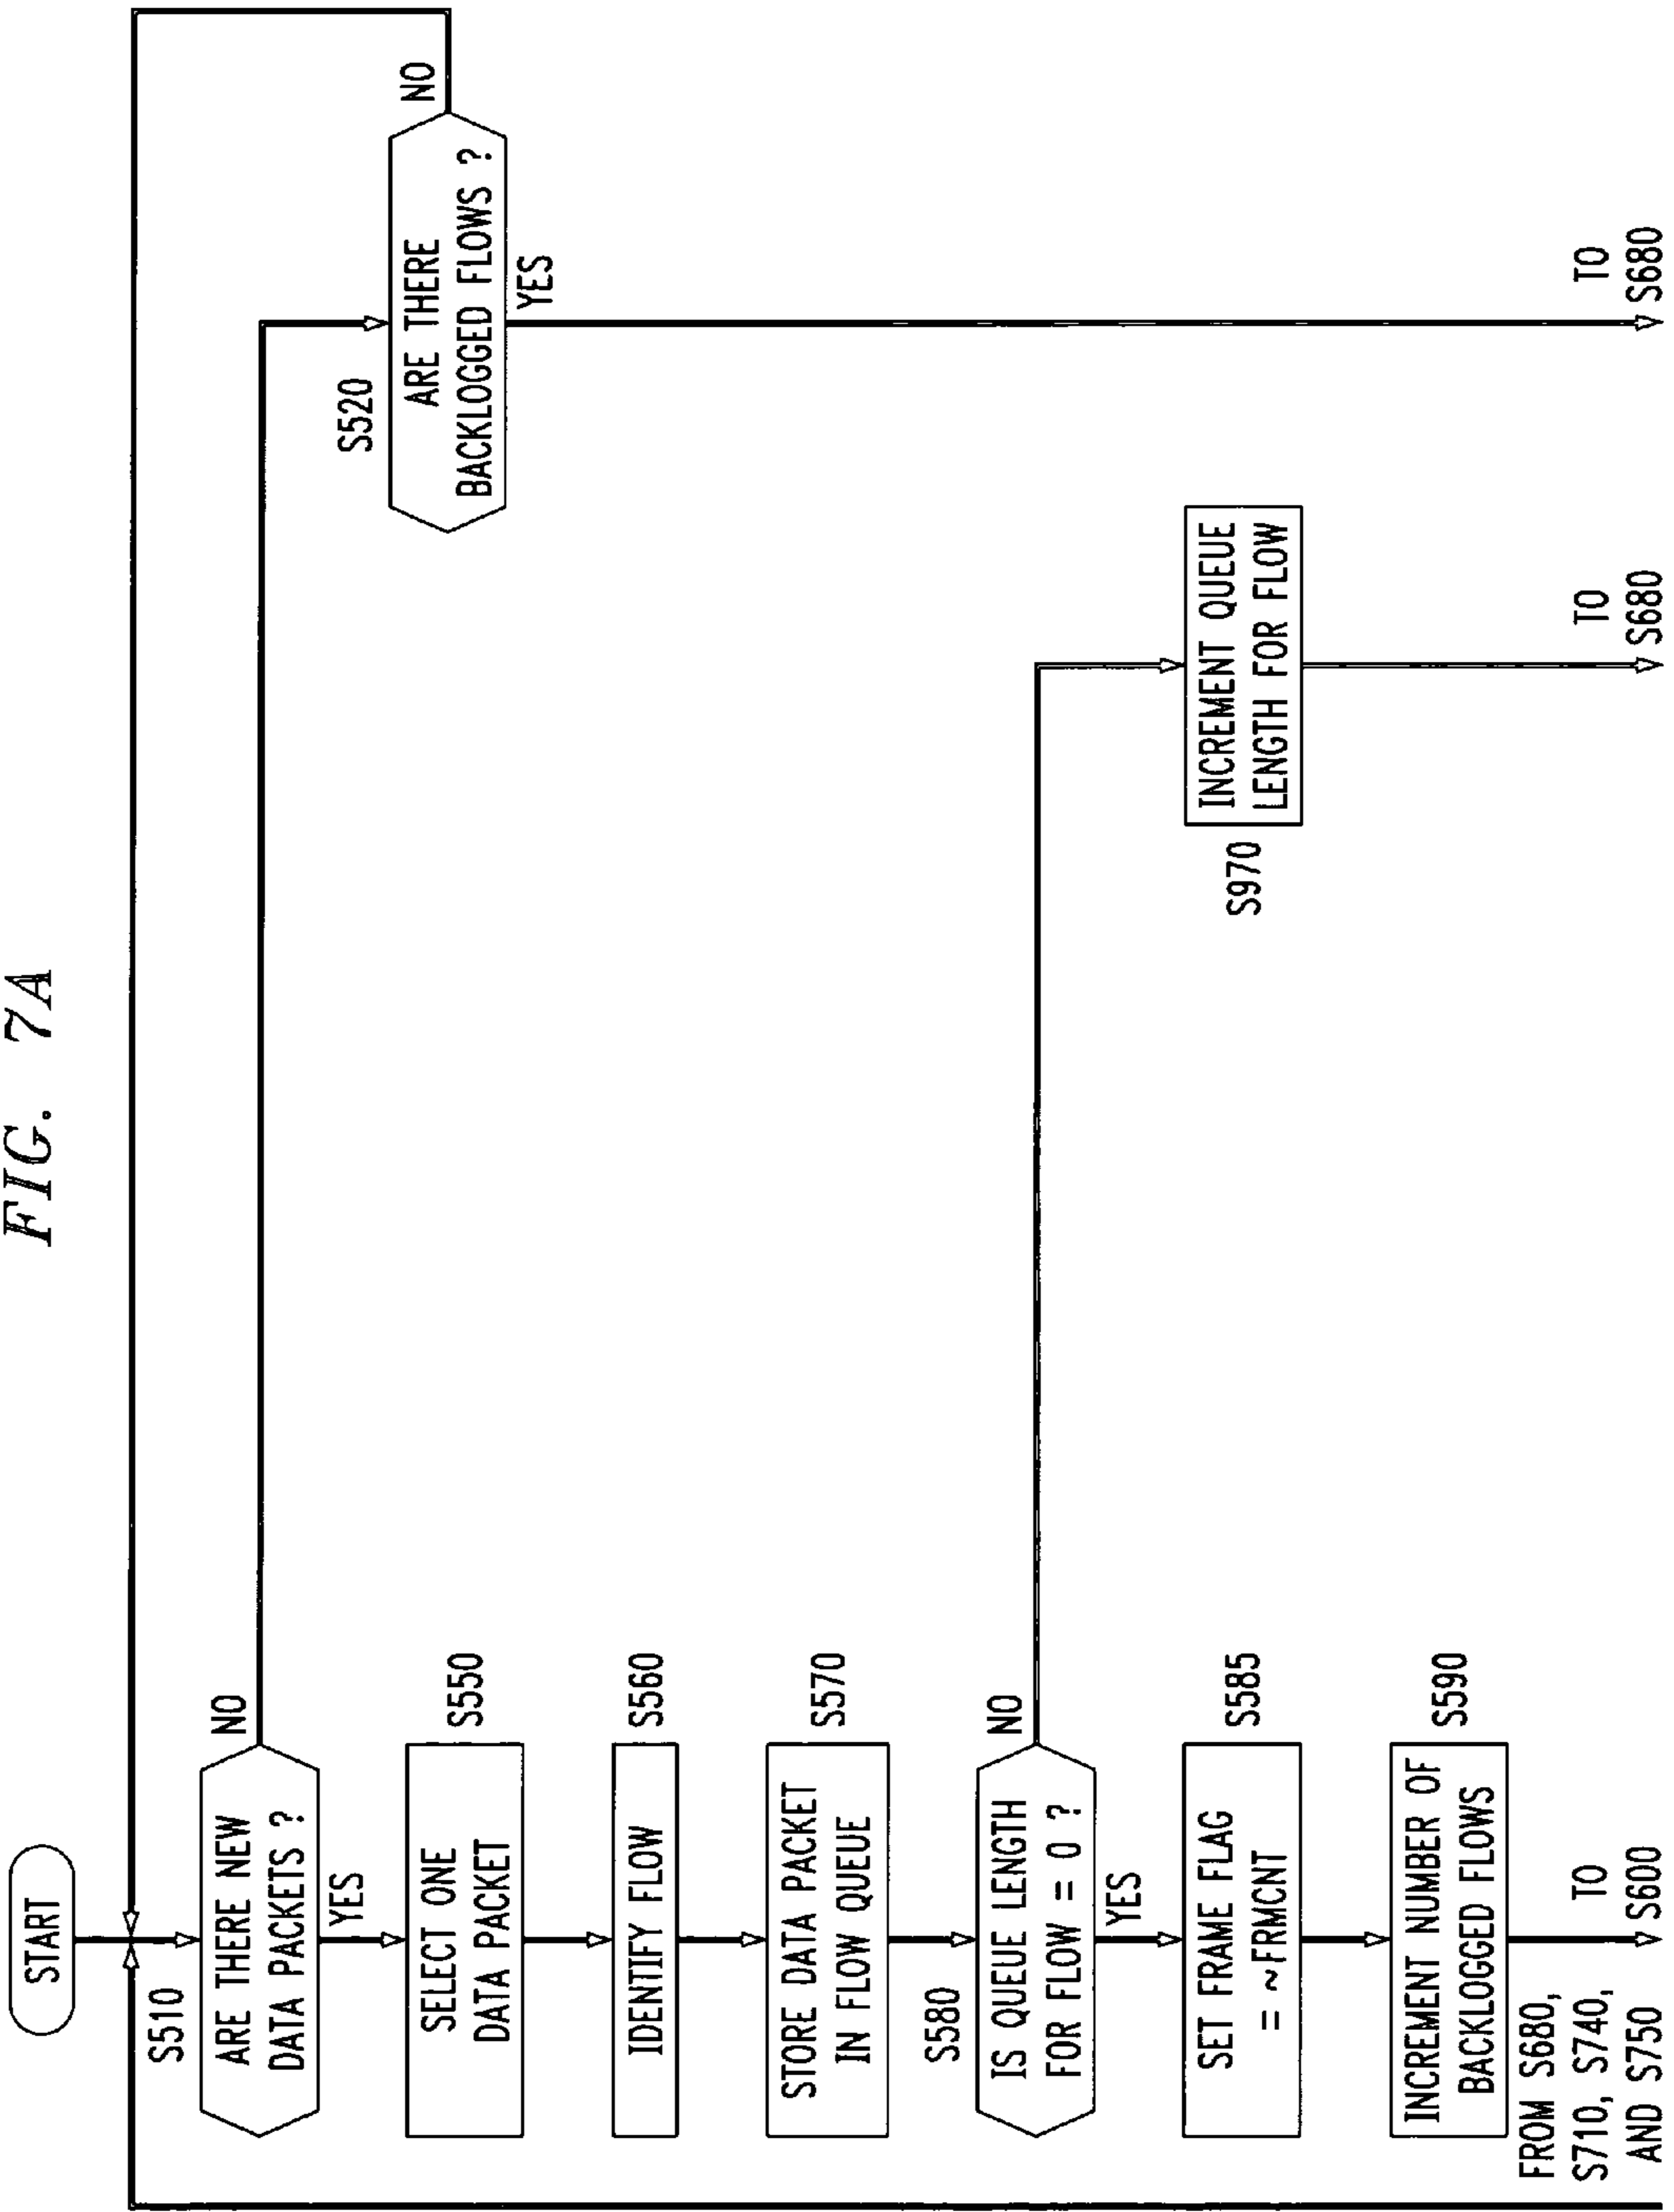 FIG. 7A
START
S510
ARE THERE NEW
DATA PACKETS ?
NO
YES
S520
ARE THERE
BACKLOGGED FLOWS ?
NO
YES
SELECT ONE
DATA PACKET
S550
IDENTIFY FLOW
S560
STORE DATA PACKET
IN FLOW QUEUE
S570
S580
IS QUEUE LENGTH
FOR FLOW = 0 ?
NO
YES
SET FRAME FLAG
= ~FRMCNT
S585
S970
INCREMENT QUEUE
LENGTH FOR FLOW
INCREMENT NUMBER OF
BACKLOGGED FLOWS
S590
FROM S680,
S710, S740,
AND S750
TO
S600
TO
S680
TO
S680